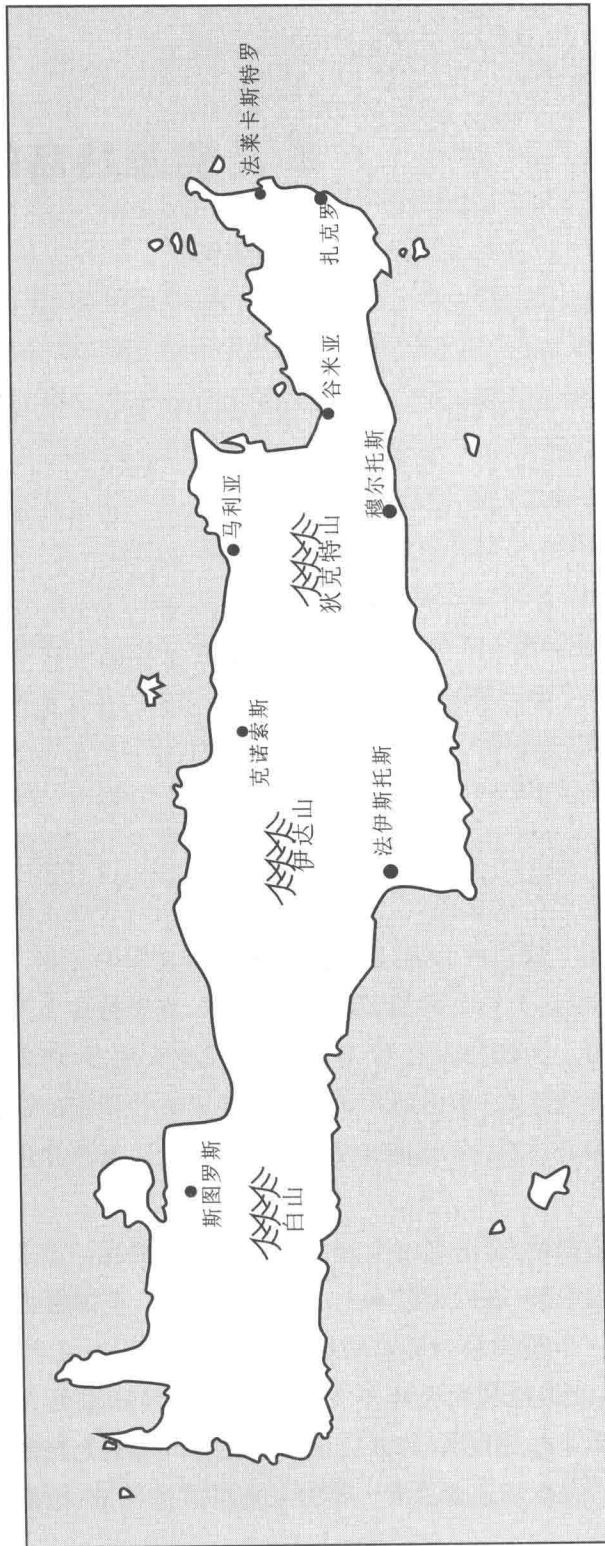 斯图罗斯
白山
伊达山
克诺索斯
法伊斯托斯
马利亚
狄克特山
穆尔托斯
谷米亚
法莱卡斯特罗
扎克罗